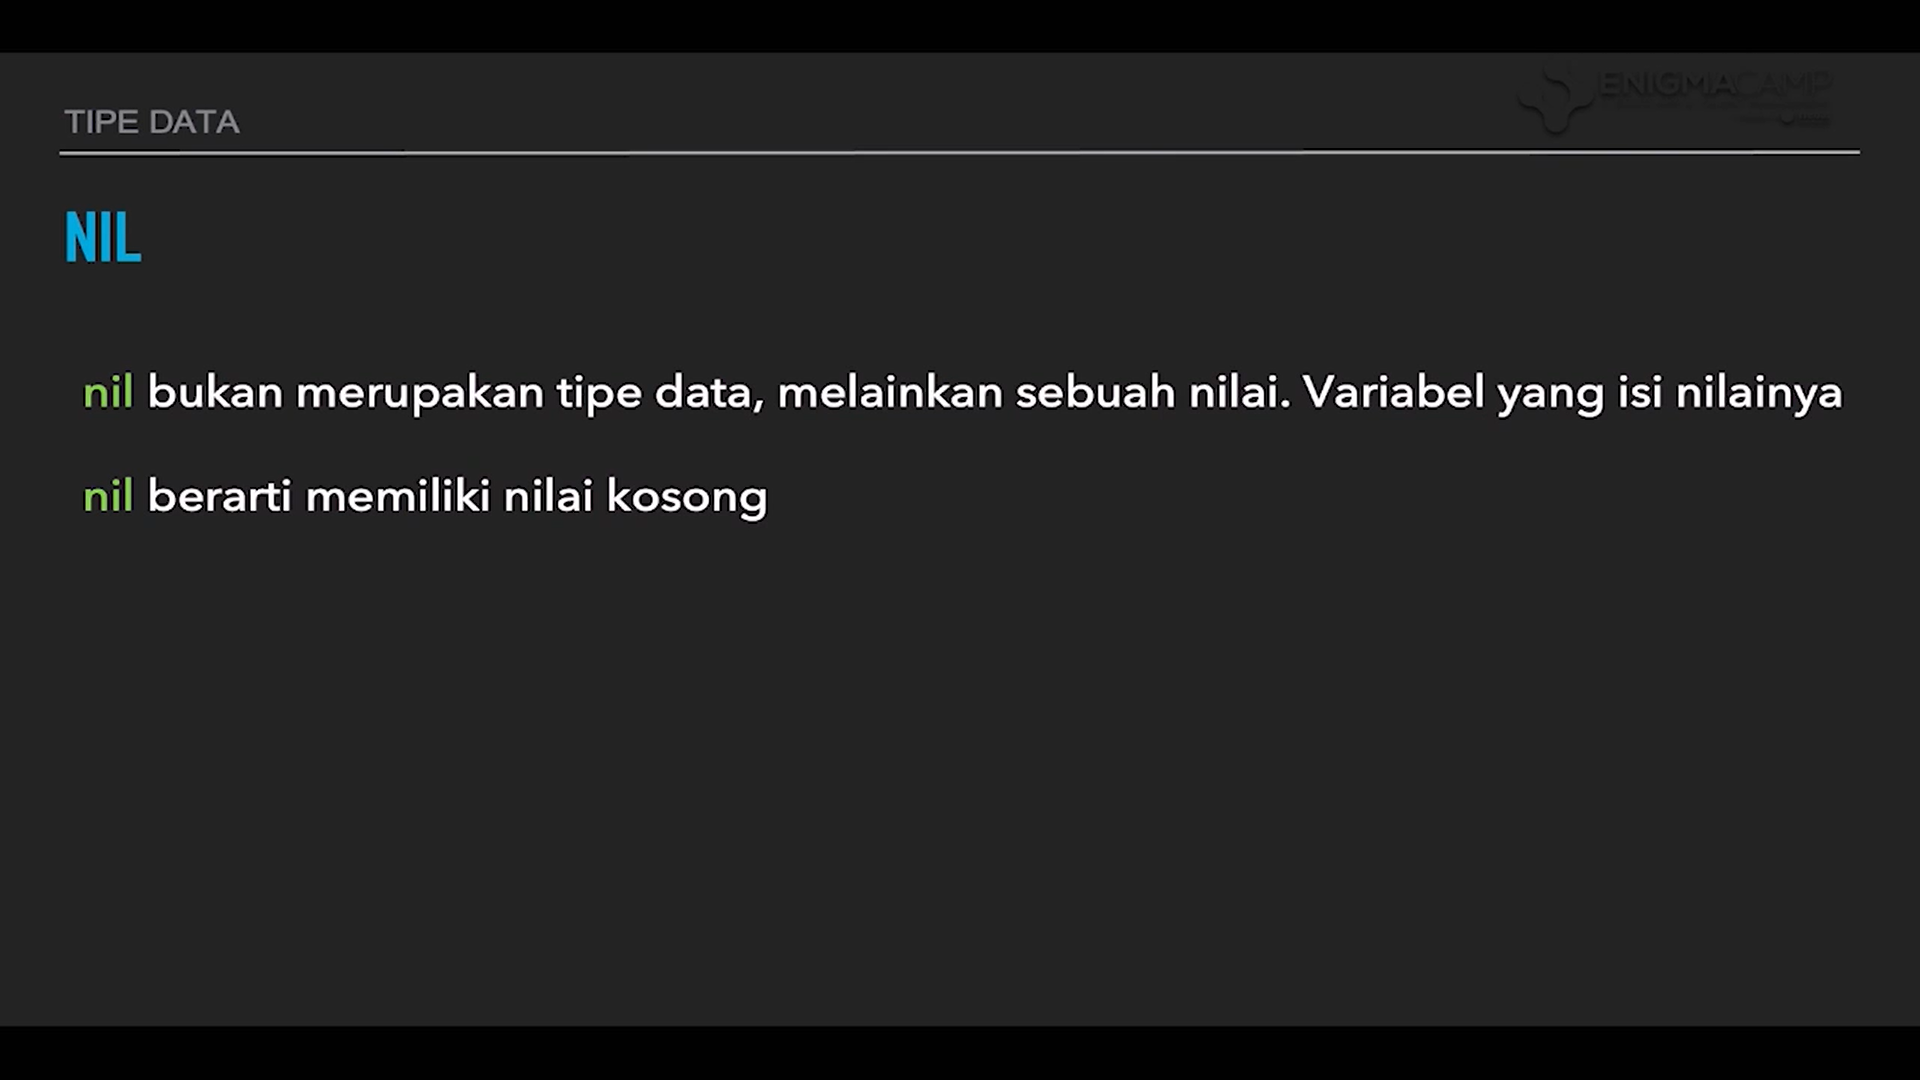 ENIGMACAMP
TIPE DATA
NIL
nil bukan merupakan tipe data, melainkan sebuah nilai. Variabel yang isi nilainya
nil berarti memiliki nilai kosong